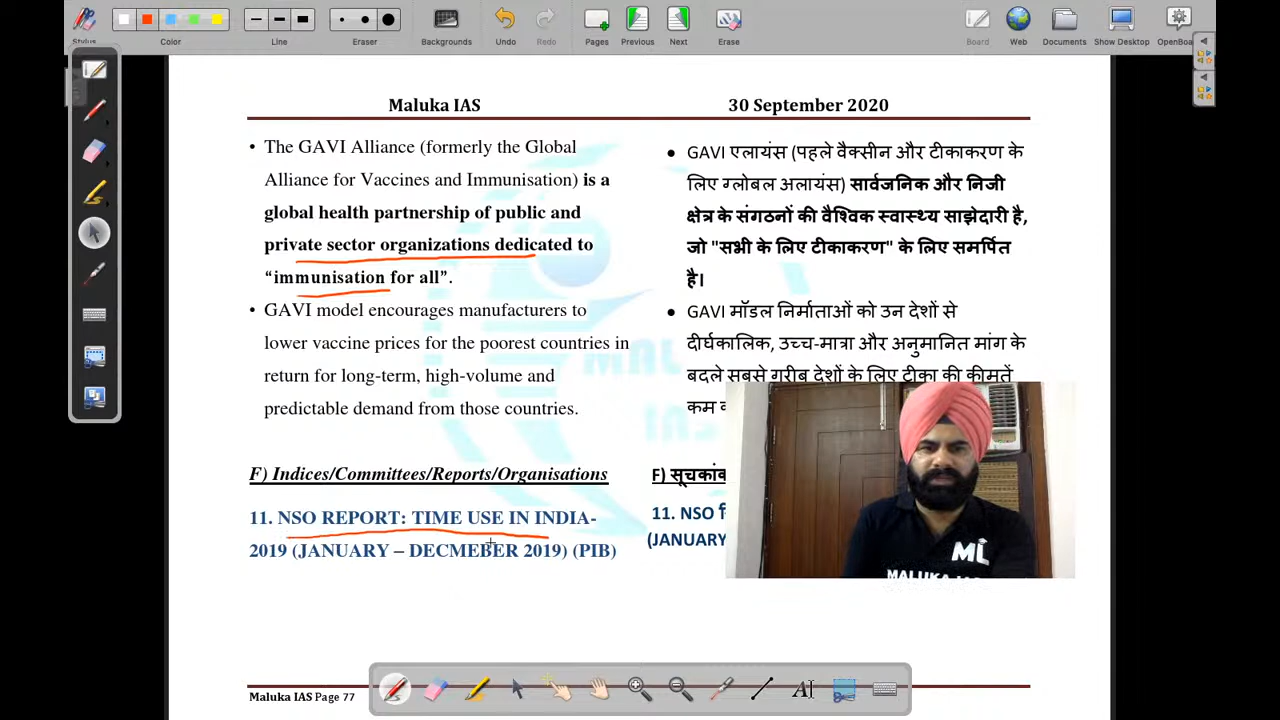 Stylus
Color
Line
Eraser
Backgrounds
Undo
Redo
Pages
Previous
Next
Erase
Board
Web
Documents
Show Desktop
OpenBoa
Maluka IAS
30 September 2020
• The GAVI Alliance (formerly the Global
Alliance for Vaccines and Immunisation) is a
global health partnership of public and
private sector organizations dedicated to
“immunisation for all”.
• GAVI model encourages manufacturers to
lower vaccine prices for the poorest countries in
return for long-term, high-volume and
predictable demand from those countries.
F) Indices/Committees/Reports/Organisations
11. NSO REPORT: TIME USE IN INDIA-
2019 (JANUARY – DECMEBER 2019) (PIB)
● GAVI एलायंस (पहले वैक्सीन और टीकाकरण के
लिए ग्लोबल अलायंस) सार्वजनिक और निजी
क्षेत्र के संगठनों की वैश्विक स्वास्थ्य साझेदारी है,
जो "सभी के लिए टीकाकरण" के लिए समर्पित
है।
● GAVI मॉडल निर्माताओं को उन देशों से
दीर्घकालिक, उच्च-मात्रा और अनुमानित मांग के
बदले सबसे गरीब देशों के लिए टीका की कीमतें
F) सूचकांक
11. NSO
(JANUARY
ML
MALUKA IAS
Maluka IAS Page 77